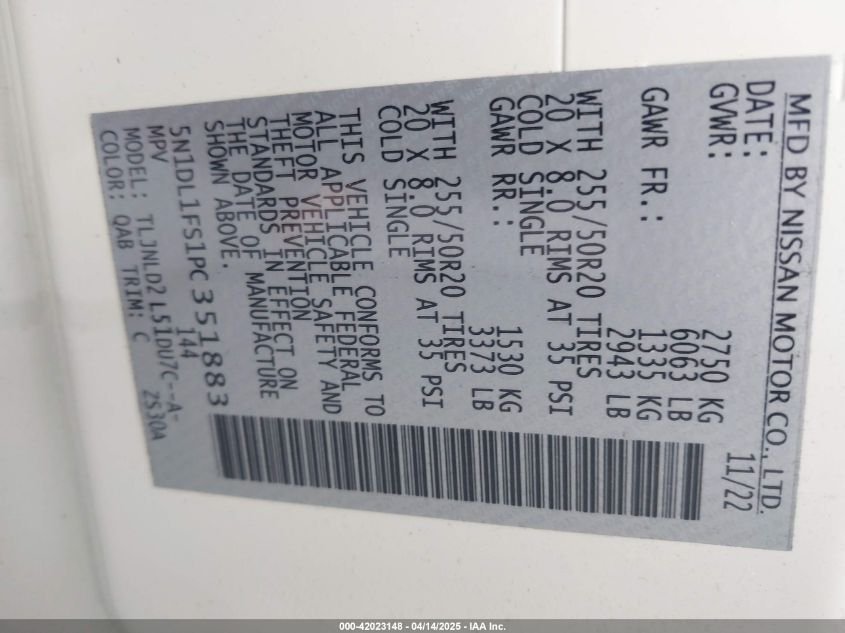 MFD BY NISSAN MOTOR CO., LTD.
DATE: 11/22
GVWR: 2750 KG
6063 LB
GAWR FR.: 1335 KG
2943 LB
WITH 255/50R20 TIRES
20 X 8.0 RIMS AT 35 PSI
COLD SINGLE
GAWR RR.: 1530 KG
3373 LB
WITH 255/50R20 TIRES
20 X 8.0 RIMS AT 35 PSI
COLD SINGLE
THIS VEHICLE CONFORMS TO
ALL APPLICABLE FEDERAL
MOTOR VEHICLE SAFETY AND
THEFT PREVENTION
STANDARDS IN EFFECT ON
THE DATE OF MANUFACTURE
SHOWN ABOVE.
5N1DL1FS1PC351883
MPV 144
MODEL: TLJNLD2 L51DU7C--A-
COLOR: QAB TRIM: C 2S30A
000-42023148 - 04/14/2025 - IAA Inc.